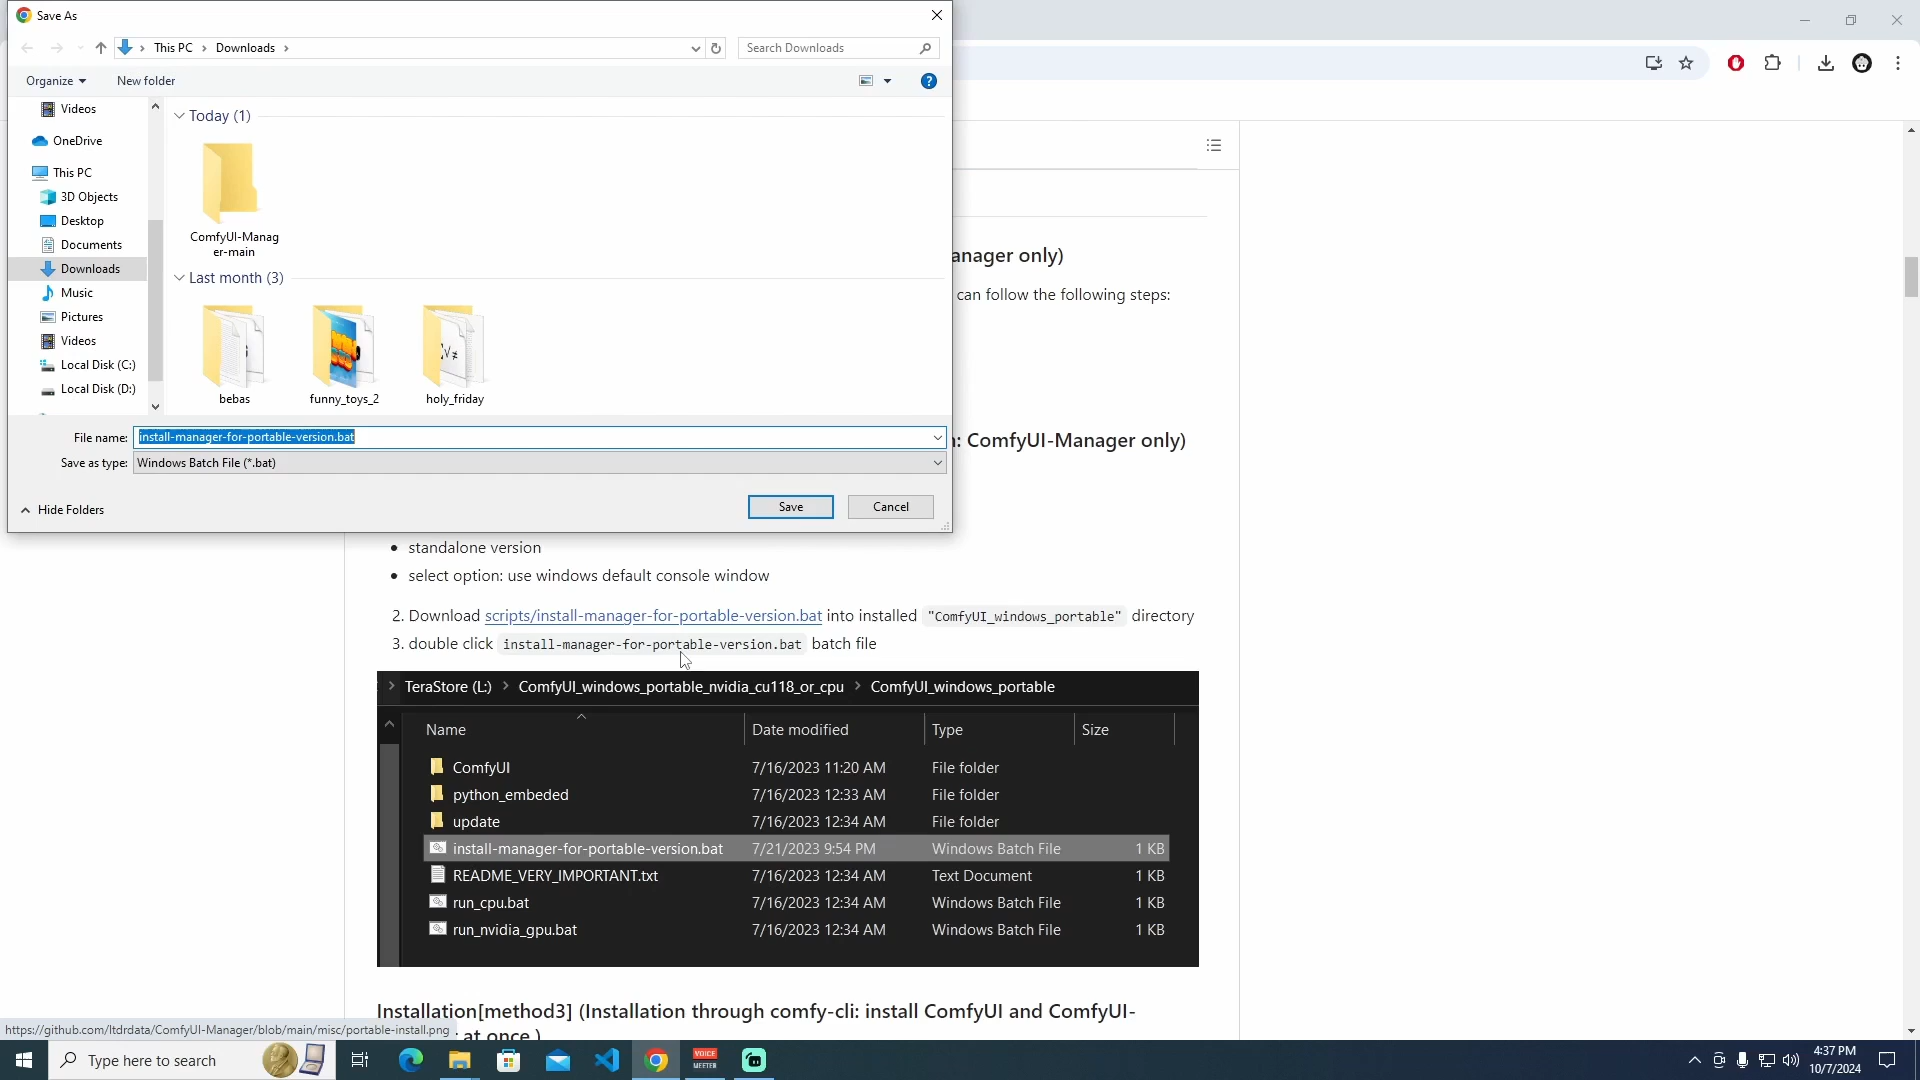 Save As
This PC
Downloads
Search Downloads
Organize
New folder
Videos
OneDrive
This PC
3D Objects
Desktop
Documents
Downloads
Music
Pictures
Videos
Local Disk (C:)
Local Disk (D:)
Today (1)
ComfyUI-Manag
er-main
Last month (3)
bebas
funny_toys_2
holy_friday
File name: install-manager-for-portable-version.bat
Save as type: Windows Batch File (*.bat)
Hide Folders
Save
Cancel
anager only)
can follow the following steps:
: ComfyUI-Manager only)
standalone version
select option: use windows default console window
2. Download scripts/install-manager-for-portable-version.bat into installed "ComfyUI_windows_portable" directory
3. double click install-manager-for-portable-version.bat batch file
TeraStore (L:) > ComfyUI_windows_portable_nvidia_cu118_or_cpu > ComfyUI_windows_portable
Name Date modified Type Size
ComfyUI 7/16/2023 11:20 AM File folder
python_embeded 7/16/2023 12:33 AM File folder
update 7/16/2023 12:34 AM File folder
install-manager-for-portable-version.bat 7/21/2023 9:54 PM Windows Batch File 1 KB
README_VERY_IMPORTANT.txt 7/16/2023 12:34 AM Text Document 1 KB
run_cpu.bat 7/16/2023 12:34 AM Windows Batch File 1 KB
run_nvidia_gpu.bat 7/16/2023 12:34 AM Windows Batch File 1 KB
Installation[method3] (Installation through comfy-cli: install ComfyUI and ComfyUI-
at once.)
https://github.com/ltdrdata/ComfyUI-Manager/blob/main/misc/portable-install.png
Type here to search
VOICE
MEETER
4:37 PM
10/7/2024